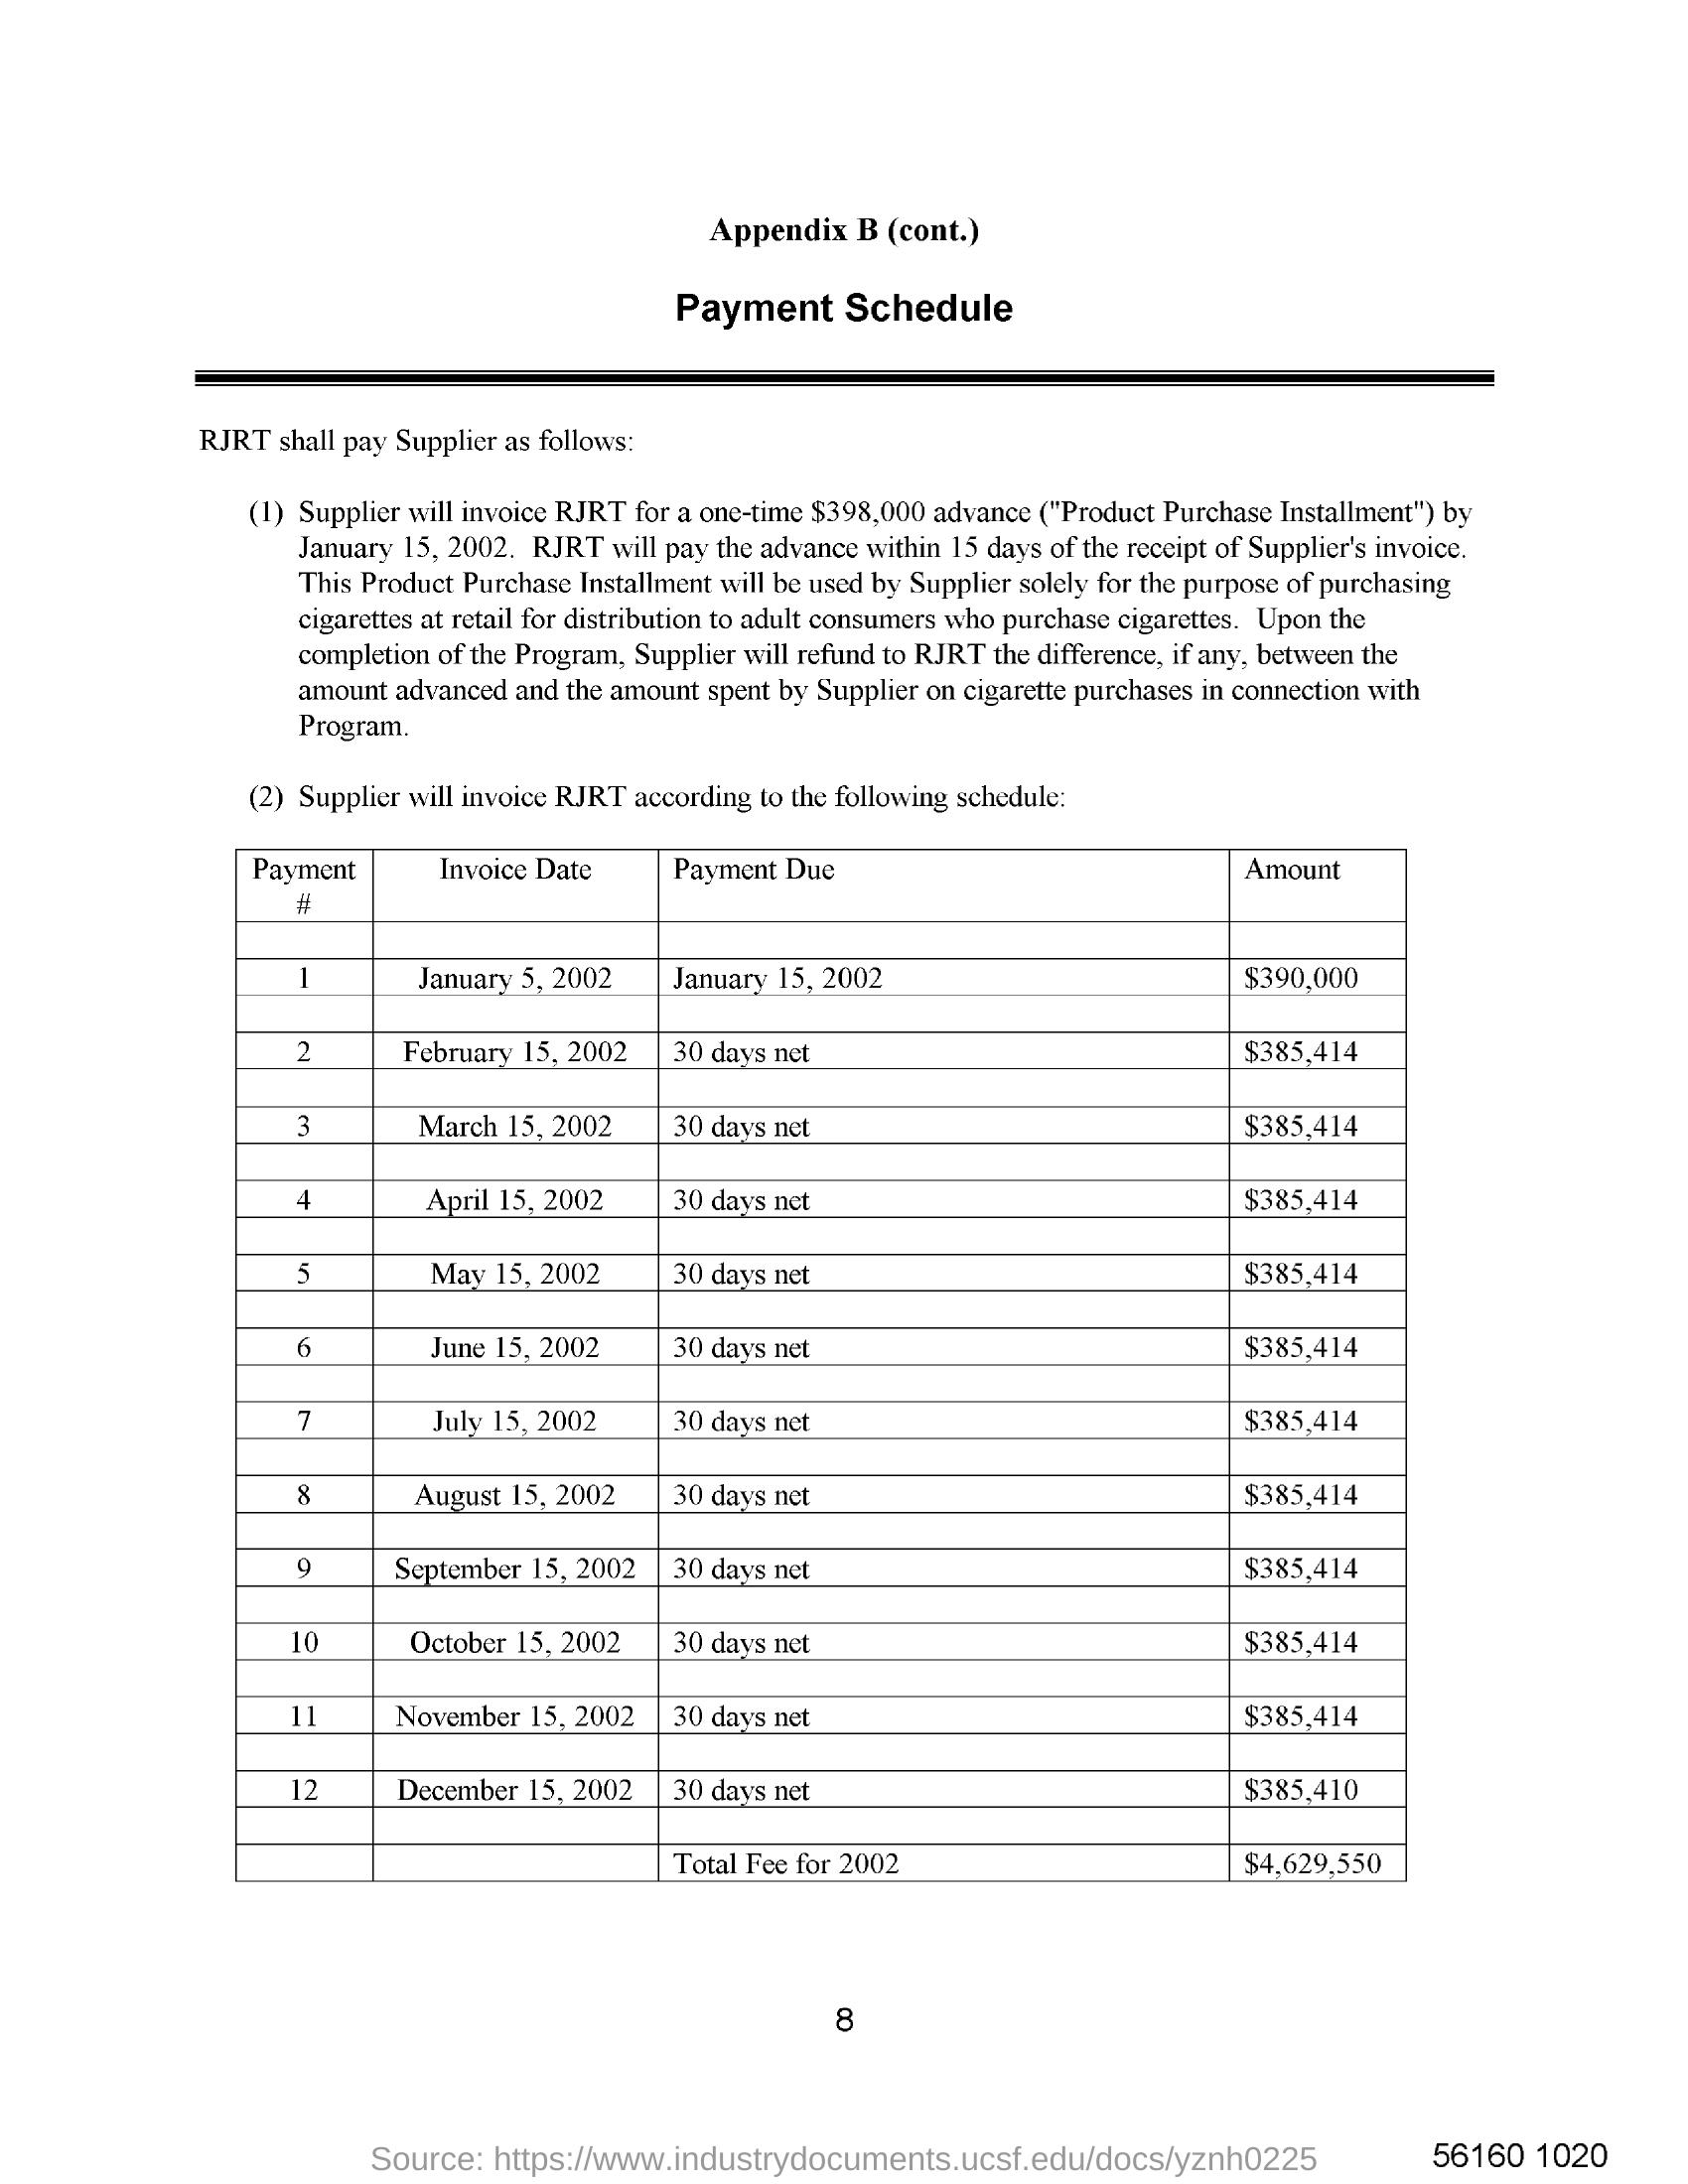 Appendix B (cont.)
Payment Schedule
RJRT shall pay Supplier as follows:
(1) Supplier will invoice RJRT for a one-time $398,000 advance ("Product Purchase Installment") by
January 15, 2002. RJRT will pay the advance within 15 days of the receipt of Supplier's invoice.
This Product Purchase Installment will be used by Supplier solely for the purpose of purchasing
cigarettes at retail for distribution to adult consumers who purchase cigarettes. Upon the
completion of the Program, Supplier will refund to RJRT the difference, if any, between the
amount advanced and the amount spent by Supplier on cigarette purchases in connection with
Program.
(2) Supplier will invoice RJRT according to the following schedule:
Payment # Invoice Date Payment Due Amount
1 January 5, 2002 January 15, 2002 $390,000
2 February 15, 2002 30 days net $385,414
3 March 15, 2002 30 days net $385,414
4 April 15, 2002 30 days net $385,414
5 May 15, 2002 30 days net $385,414
6 June 15, 2002 30 days net $385,414
7 July 15, 2002 30 days net $385,414
8 August 15, 2002 30 days net $385,414
9 September 15, 2002 30 days net $385,414
10 October 15, 2002 30 days net $385,414
11 November 15, 2002 30 days net $385,414
12 December 15, 2002 30 days net $385,410
Total Fee for 2002 $4,629,550
8
Source: https://www.industrydocuments.ucsf.edu/docs/yznh0225
56160 1020